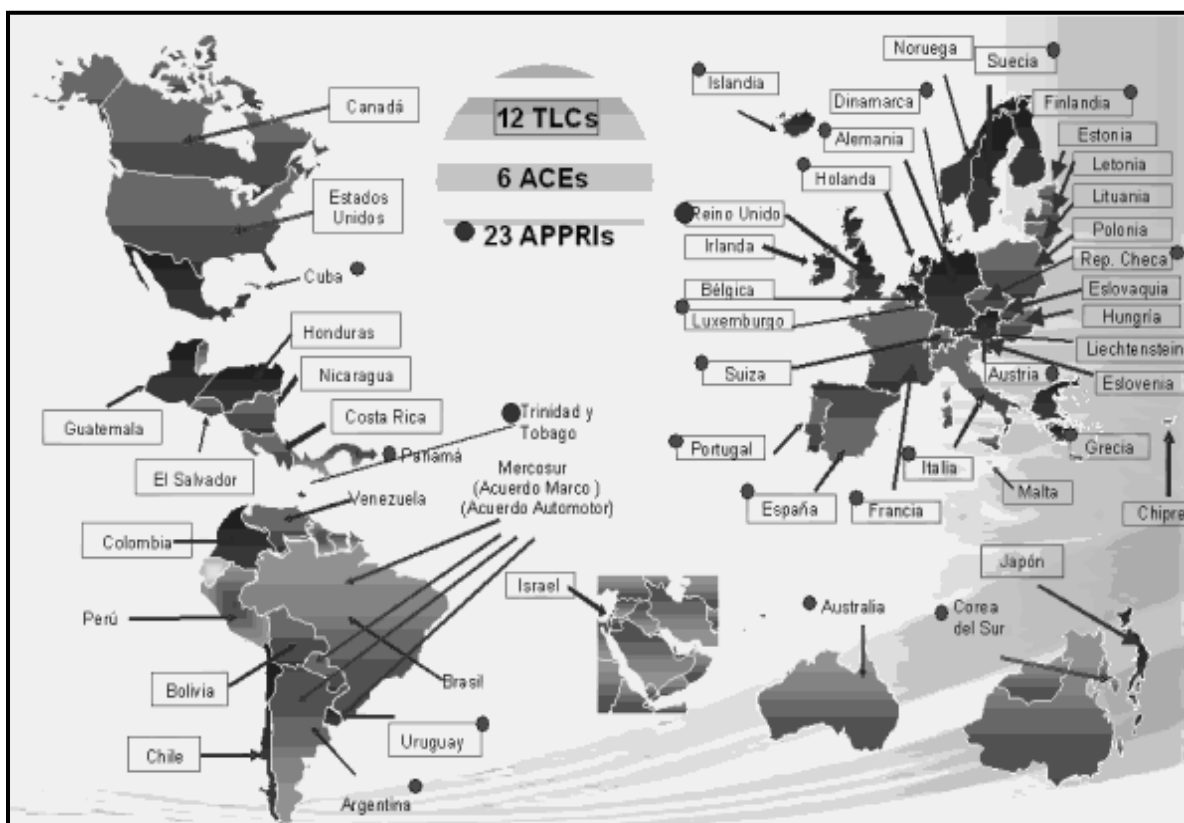 12 TLCs
6 ACEs
23 APPRIs
Canadá
Estados
Unidos
Cuba
Honduras
Nicaragua
Costa Rica
Guatemala
El Salvador
Panamá
Trinidad y
Tobago
Mercosur
(Acuerdo Marco )
(Acuerdo Automotor)
Venezuela
Colombia
Perú
Bolivia
Brasil
Chile
Uruguay
Argentina
Israel
Australia
Corea
del Sur
Japón
Noruega
Suecia
Islandia
Dinamarca
Finlandia
Alemania
Estonia
Letonia
Holanda
Lituania
Reino Unido
Polonia
Irlanda
Rep. Checa
Bélgica
Eslovaquia
Luxemburgo
Hungría
Liechtenstein
Suiza
Austria
Eslovenia
Portugal
Italia
Grecia
España
Francia
Malta
Chipre